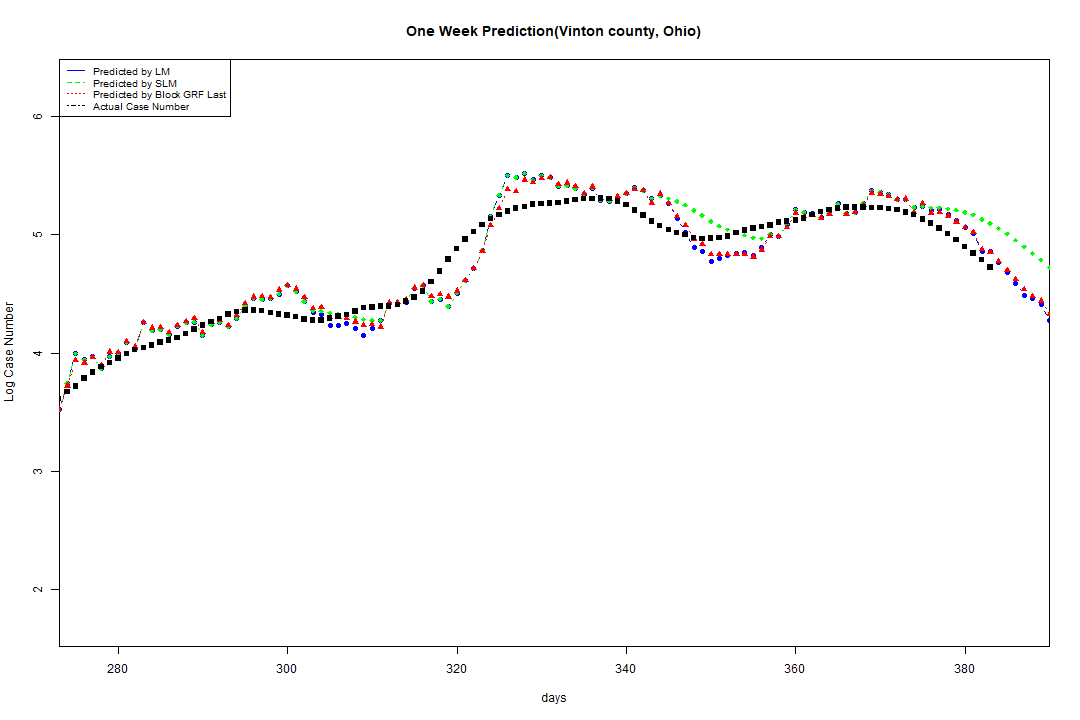 One Week Prediction(Vinton county, Ohio)
Predicted by LM
Predicted by SLM
Predicted by Block GRF Last
Actual Case Number
6
5
4
3
2
Log Case Number
280 300 320 340 360 380
days